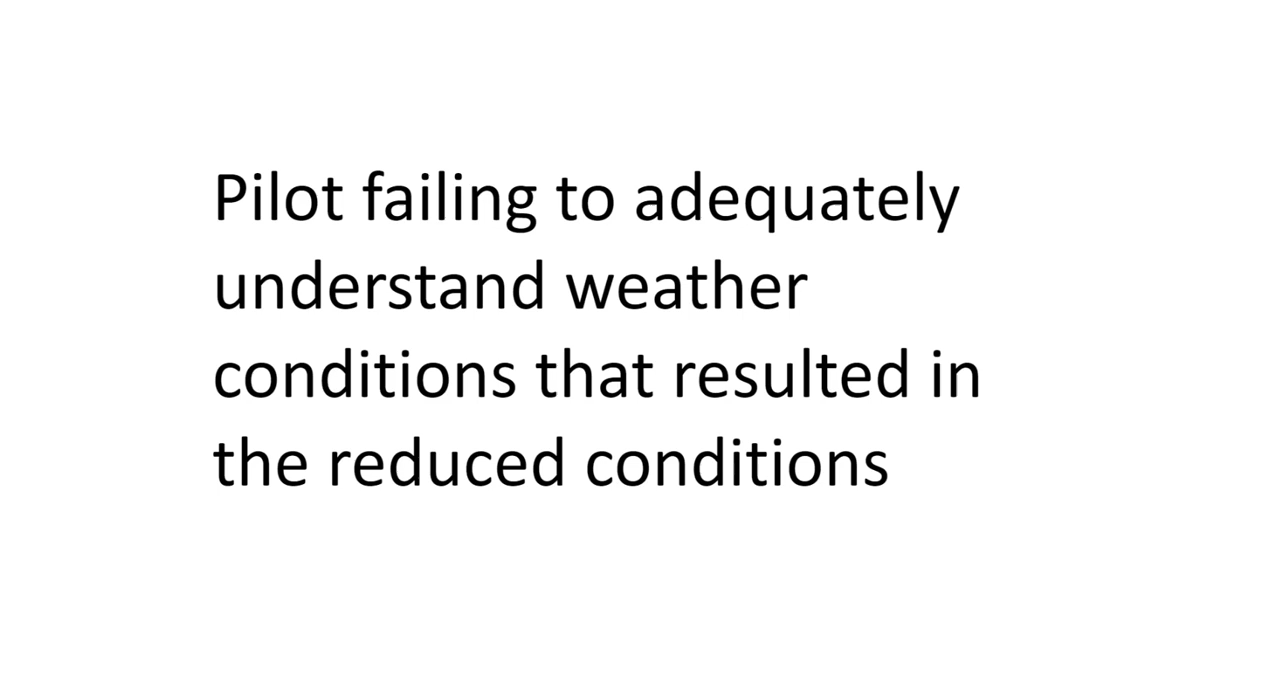 Pilot failing to adequately
understand weather
conditions that resulted in
the reduced conditions